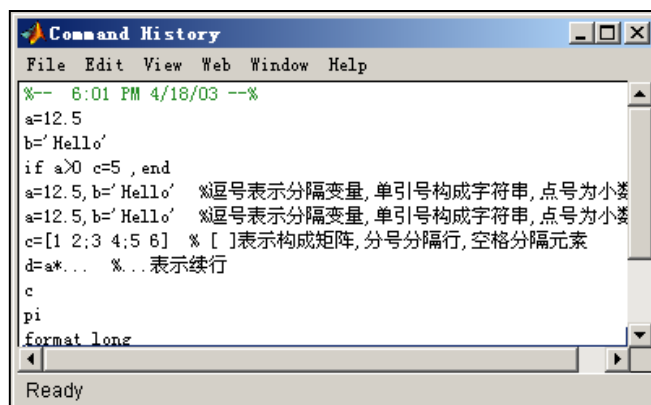 Command History
File Edit View Web Window Help
%-- 6:01 PM 4/18/03 --%
a=12.5
b='Hello'
if a>0 c=5 ,end
a=12.5,b='Hello' %逗号表示分隔变量,单引号构成字符串,点号为小数
a=12.5,b='Hello' %逗号表示分隔变量,单引号构成字符串,点号为小数
c=[1 2;3 4;5 6] % [ ]表示构成矩阵,分号分隔行,空格分隔元素
d=a*... %...表示续行
c
pi
format long
Ready